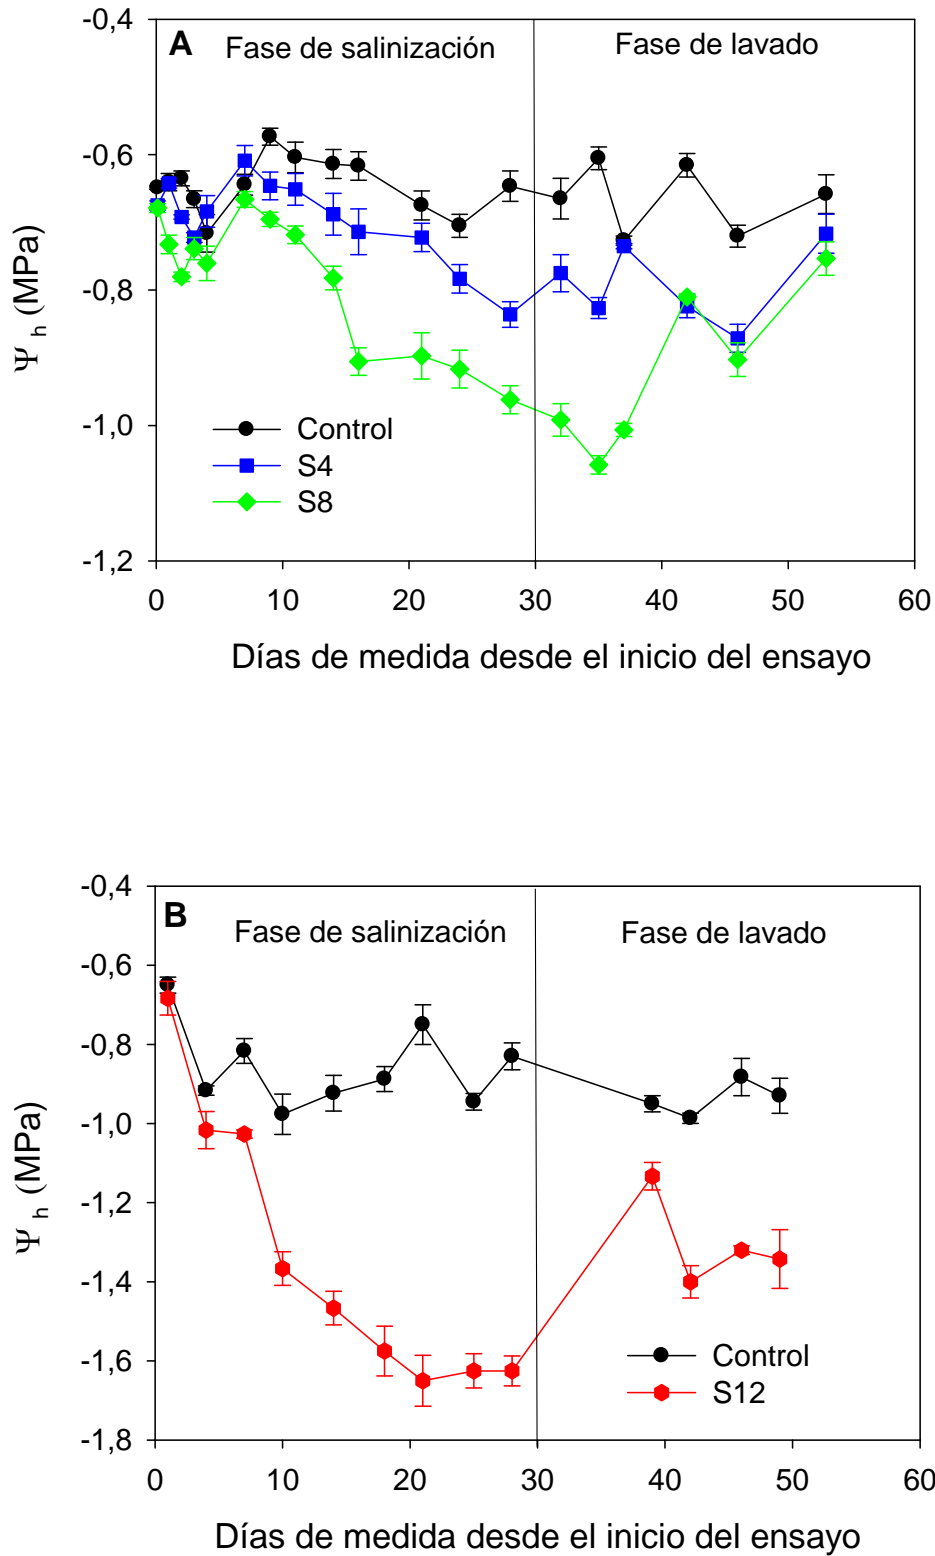 -0,4
A
Fase de salinización
Fase de lavado
-0,6
-0,8
-1,0
-1,2
Ψ h (MPa)
Control
S4
S8
0 10 20 30 40 50 60
Días de medida desde el inicio del ensayo
-0,4
B
Fase de salinización
Fase de lavado
-0,6
-0,8
-1,0
-1,2
-1,4
-1,6
-1,8
Ψ h (MPa)
Control
S12
0 10 20 30 40 50 60
Días de medida desde el inicio del ensayo